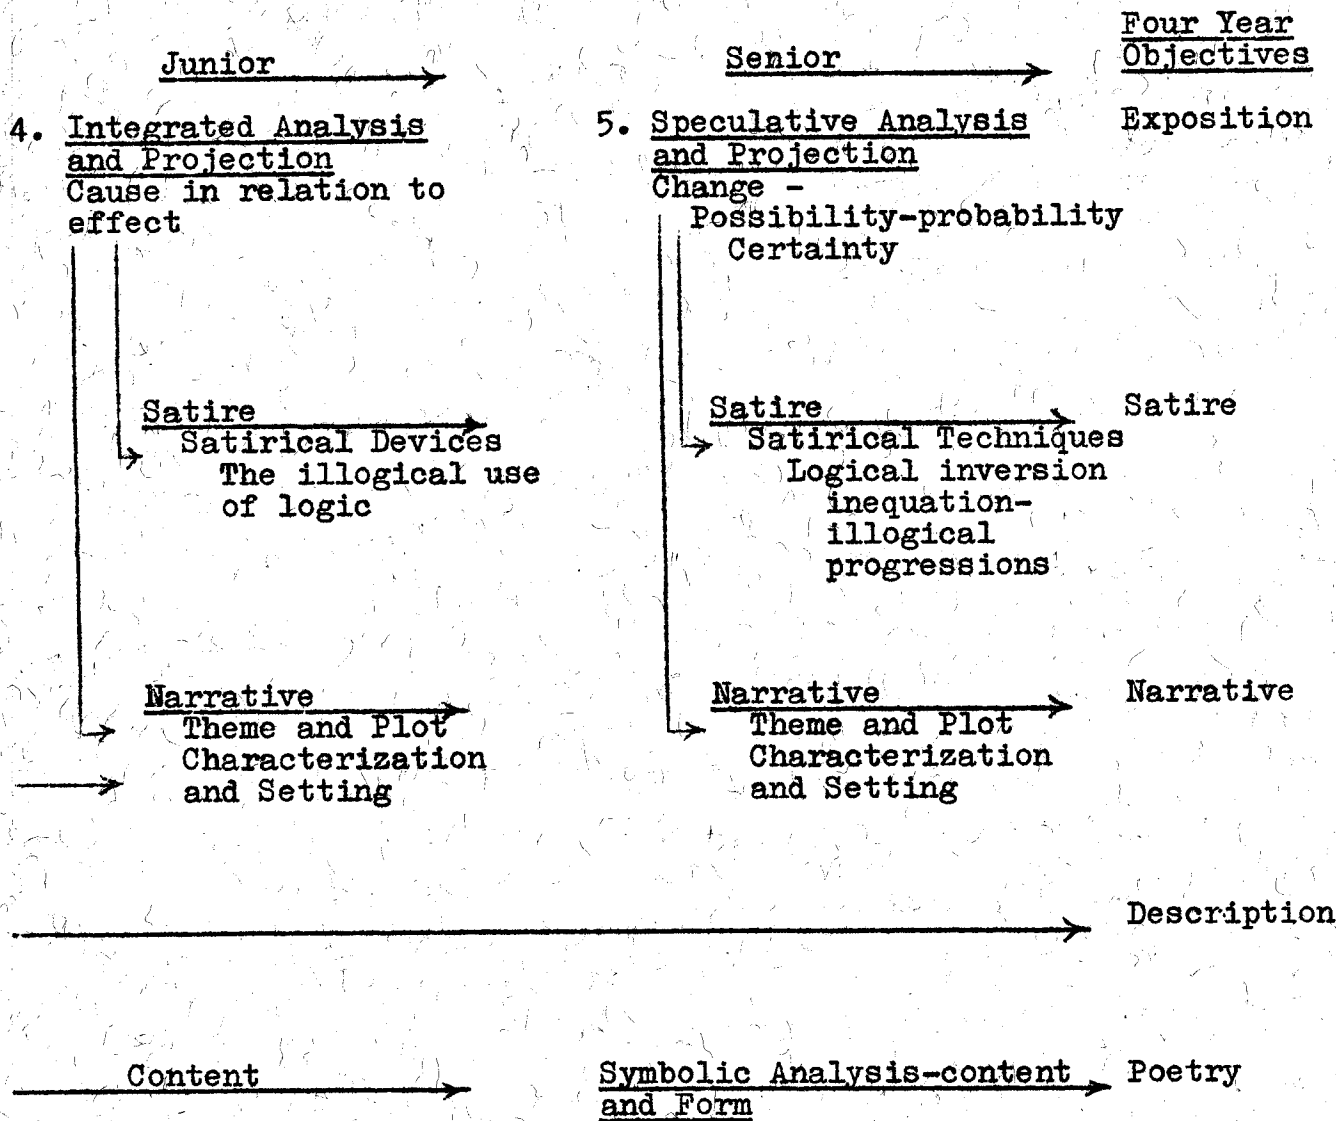 Junior
Senior
Four Year
Objectives
4. Integrated Analysis
and Projection
Cause in relation to
effect
5. Speculative Analysis
and Projection
Change -
Possibility-probability
Certainty
Exposition
Satire
Satirical Devices
The illogical use
of logic
Satire
Satirical Techniques
Logical inversion
inequation-
illogical
progressions
Satire
Narrative
Theme and Plot
Characterization
and Setting
Narrative
Theme and Plot
Characterization
and Setting
Narrative
Description
Content
Symbolic Analysis-content
and Form
Poetry